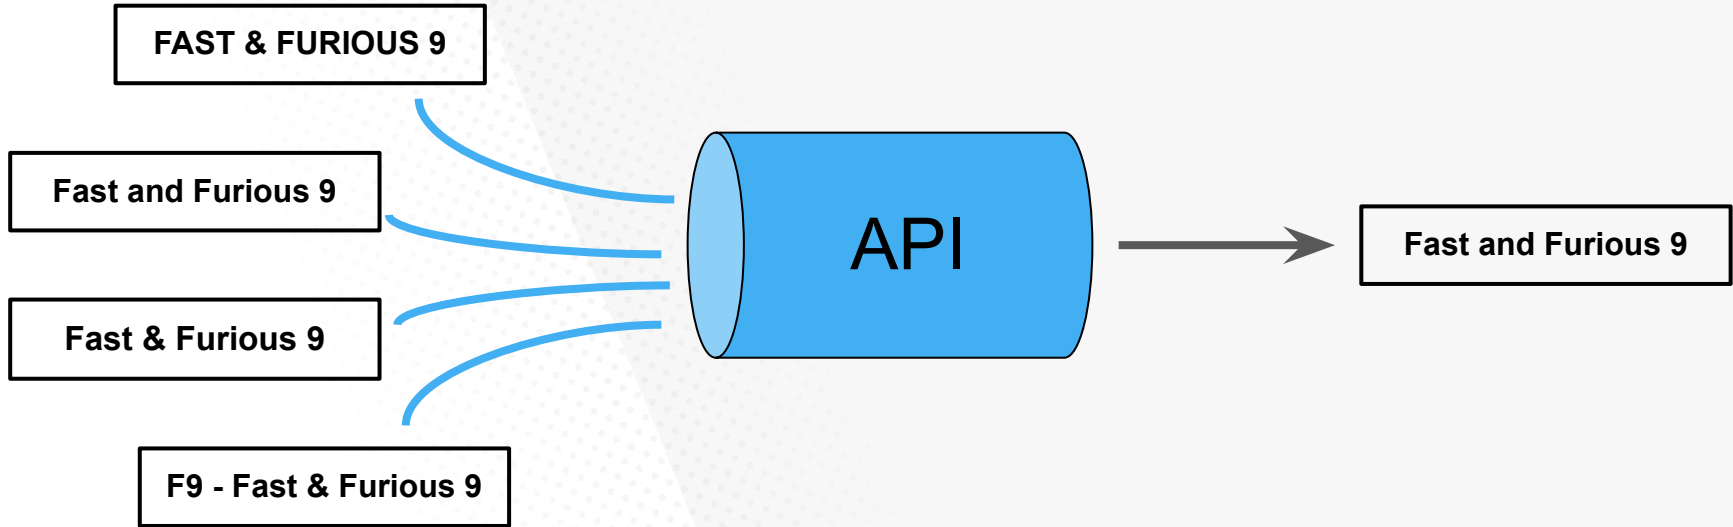 FAST & FURIOUS 9
Fast and Furious 9
Fast & Furious 9
F9 - Fast & Furious 9
API
Fast and Furious 9